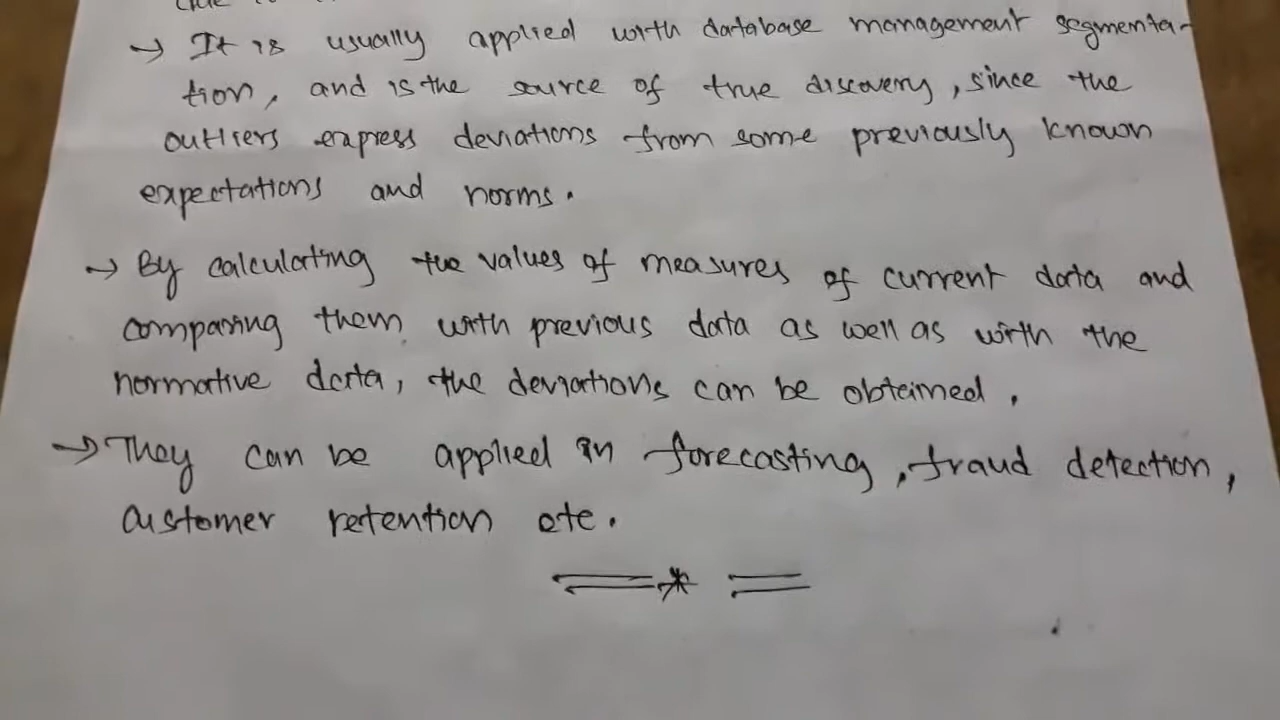 → It is usually applied with database management segmenta-
tion, and is the source of true discovery, since the
outliers express deviations from some previously known
expectations and norms.
→ By calculating the values of measures of current data and
comparing them with previous data as well as with the
normative data, the deviations can be obtained.
→ They can be applied in forecasting, fraud detection,
customer retention etc.